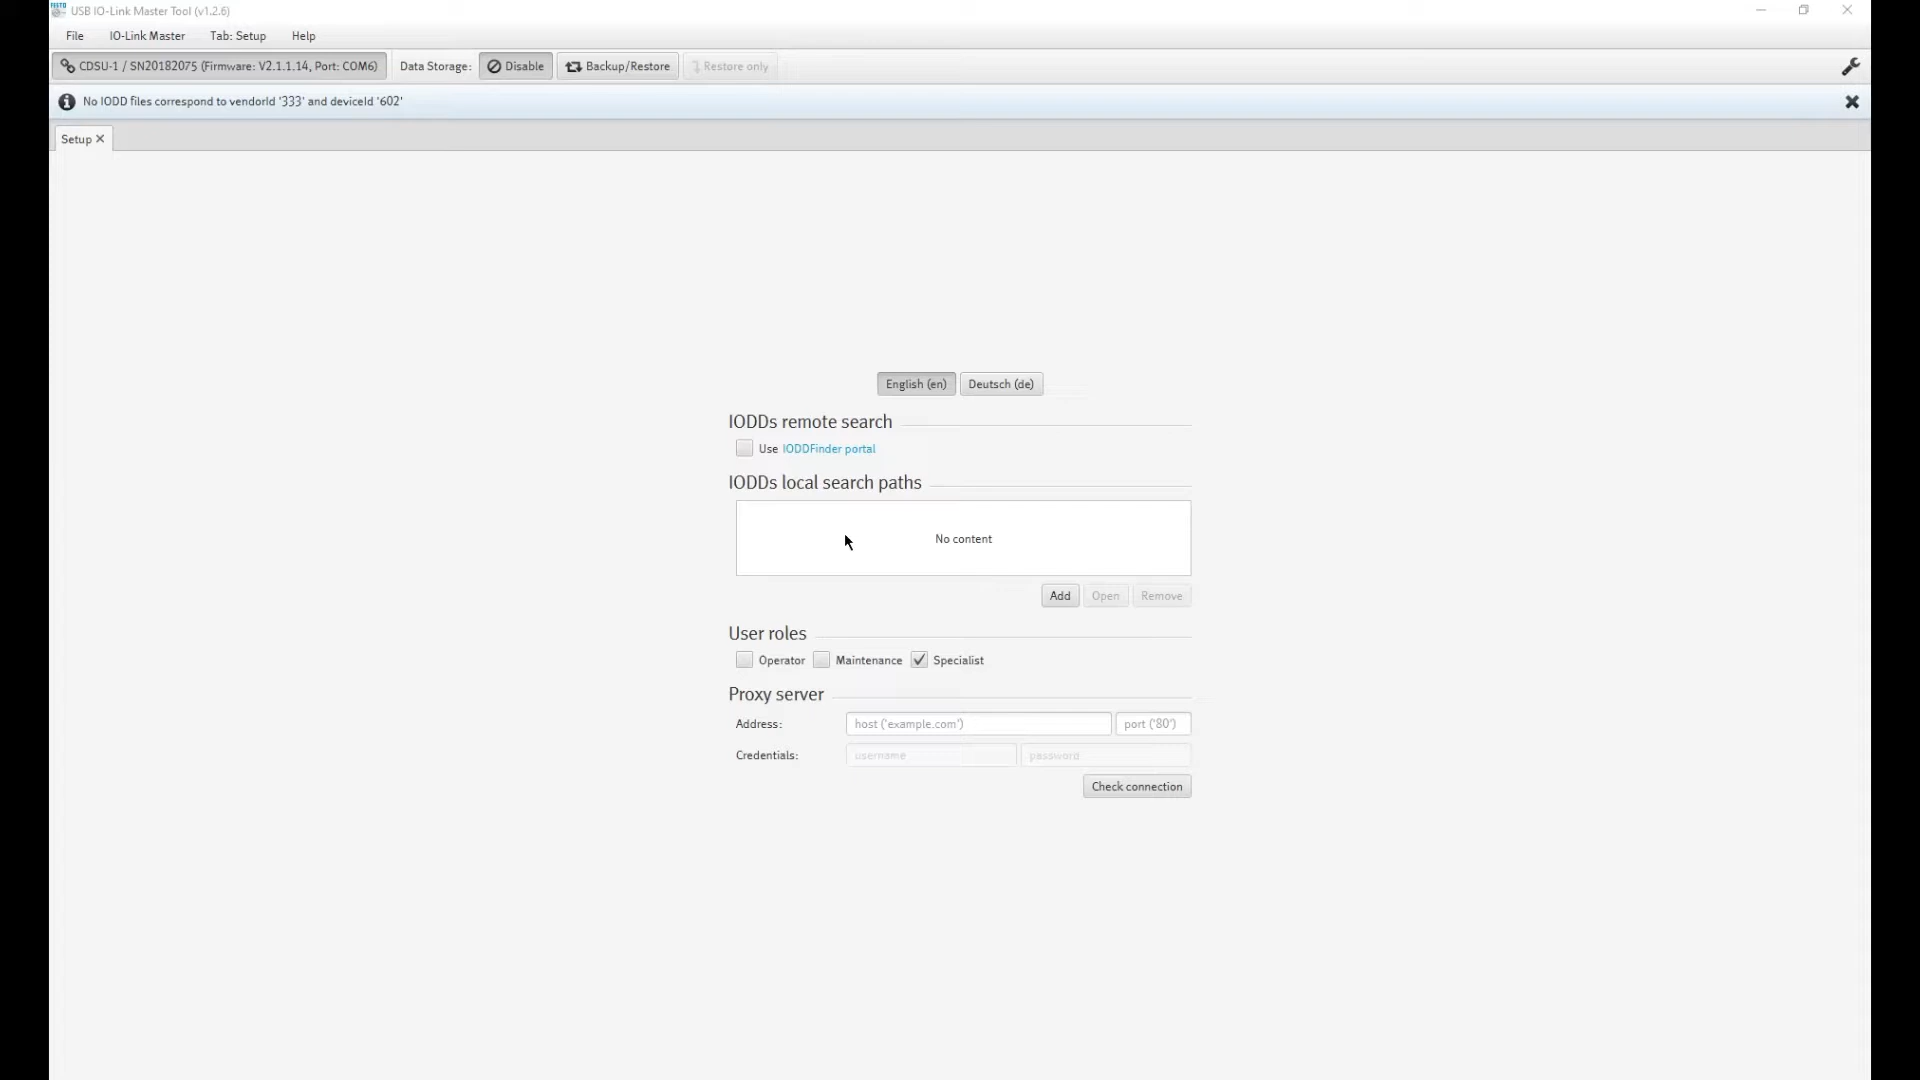 FESTO
USB IO-Link Master Tool (v1.2.6)
File IO-Link Master Tab: Setup Help
CDSU-1 / SN20182075 (Firmware: V2.1.1.14, Port: COM6) Data Storage: Disable Backup/Restore Restore only
No IODD files correspond to vendorId '333' and deviceId '602'
Setup
English (en) Deutsch (de)
IODDs remote search
Use IODDFinder portal
IODDs local search paths
No content
Add Open Remove
User roles
Operator Maintenance Specialist
Proxy server
Address: host ('example.com') port ('80')
Credentials: username password
Check connection